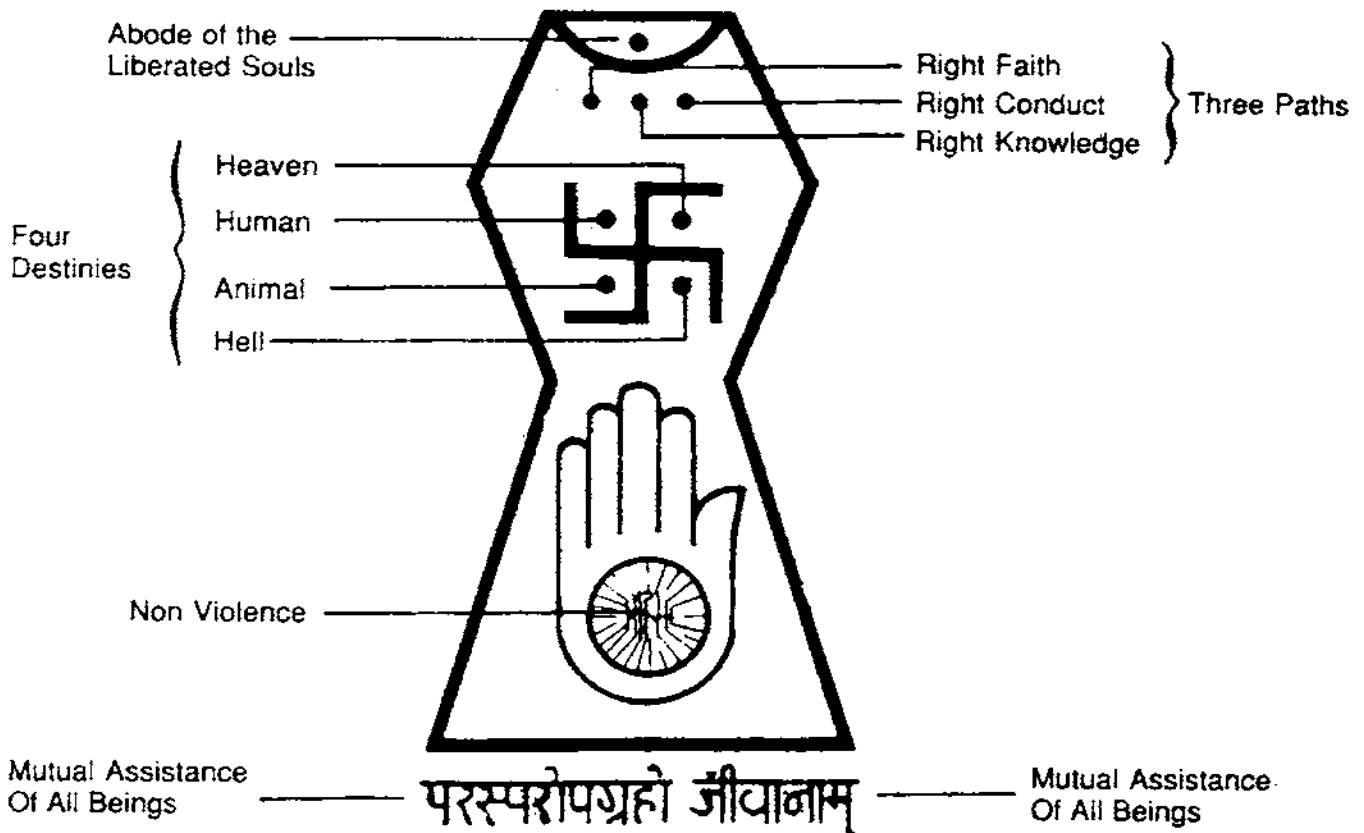 Abode of the
Liberated Souls
Right Faith
Right Conduct
Right Knowledge
Three Paths
Heaven
Human
Animal
Hell
Four
Destinies
Non Violence
Mutual Assistance
Of All Beings
परस्परोपग्रहो जीवानाम्
Mutual Assistance
Of All Beings